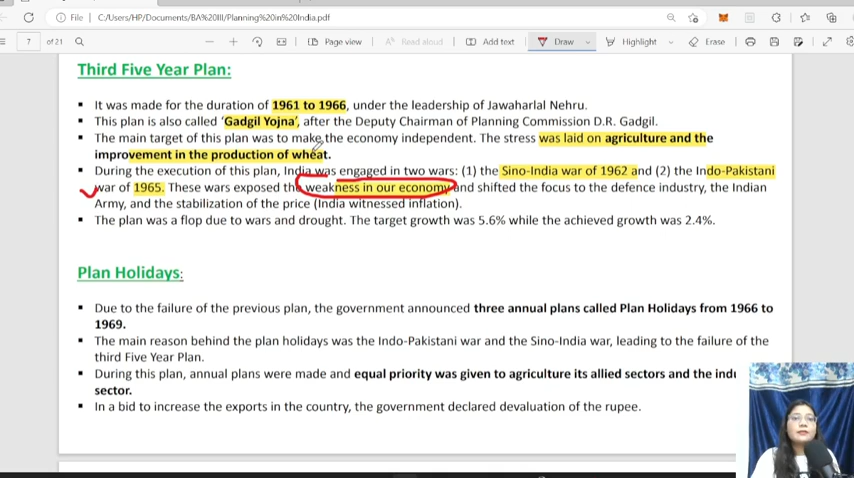 File | C:/Users/HP/Documents/BA%20III/Planning%20in%20India.pdf
7 of 21 Page view Read aloud Add text Draw Highlight Erase
Third Five Year Plan:
▪ It was made for the duration of 1961 to 1966, under the leadership of Jawaharlal Nehru.
▪ This plan is also called ‘Gadgil Yojna’, after the Deputy Chairman of Planning Commission D.R. Gadgil.
▪ The main target of this plan was to make the economy independent. The stress was laid on agriculture and the
improvement in the production of wheat.
▪ During the execution of this plan, India was engaged in two wars: (1) the Sino-India war of 1962 and (2) the Indo-Pakistani
war of 1965. These wars exposed the weakness in our economy and shifted the focus to the defence industry, the Indian
Army, and the stabilization of the price (India witnessed inflation).
▪ The plan was a flop due to wars and drought. The target growth was 5.6% while the achieved growth was 2.4%.
Plan Holidays:
▪ Due to the failure of the previous plan, the government announced three annual plans called Plan Holidays from 1966 to
1969.
▪ The main reason behind the plan holidays was the Indo-Pakistani war and the Sino-India war, leading to the failure of the
third Five Year Plan.
▪ During this plan, annual plans were made and equal priority was given to agriculture its allied sectors and the
sector.
▪ In a bid to increase the exports in the country, the government declared devaluation of the rupee.